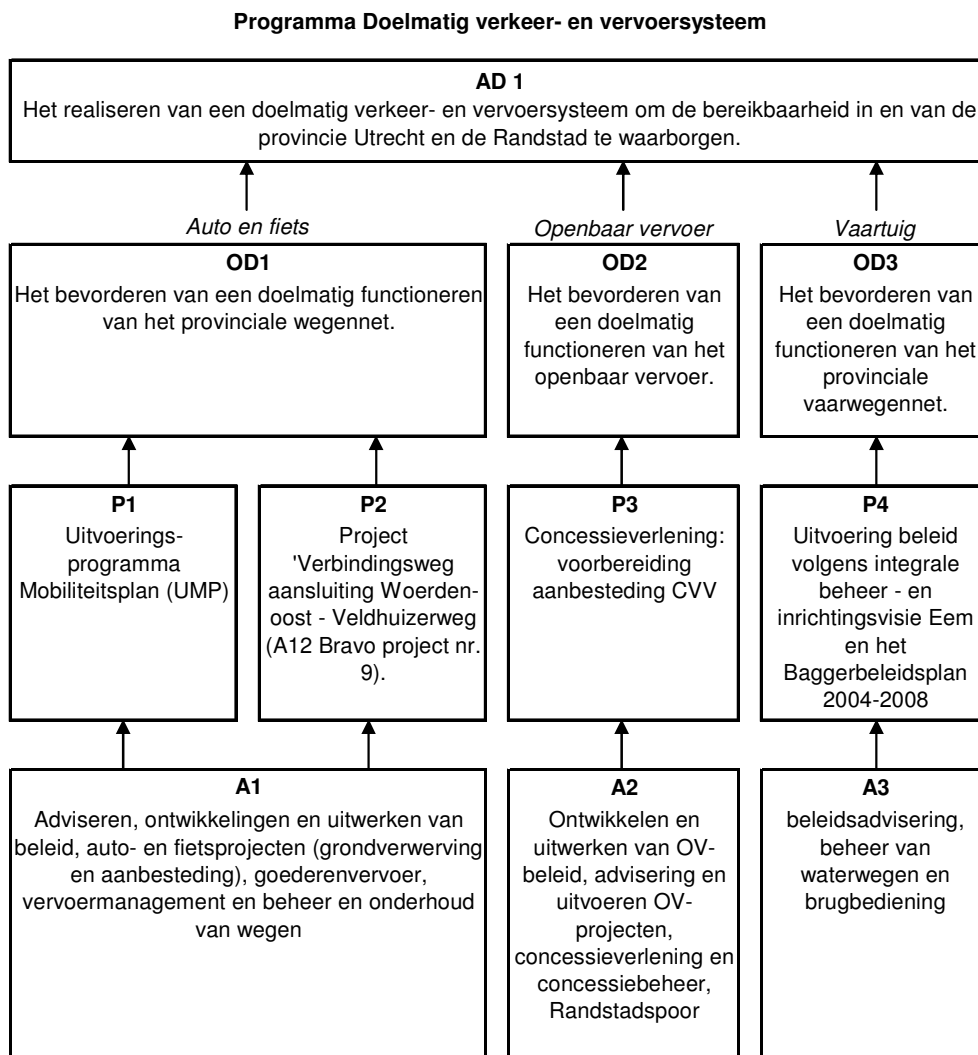 Programma Doelmatig verkeer- en vervoersysteem
AD 1
Het realiseren van een doelmatig verkeer- en vervoersysteem om de bereikbaarheid in en van de
provincie Utrecht en de Randstad te waarborgen.
Auto en fiets
Openbaar vervoer
Vaartuig
OD1
Het bevorderen van een doelmatig functioneren
van het provinciale wegennet.
OD2
Het bevorderen van
een doelmatig
functioneren van het
openbaar vervoer.
OD3
Het bevorderen van
een doelmatig
functioneren van het
provinciale
vaarwegennet.
P1
Uitvoerings-
programma
Mobiliteitsplan (UMP)
P2
Project
'Verbindingsweg
aansluiting Woerden-
oost - Veldhuizerweg
(A12 Bravo project nr.
9).
P3
Concessieverlening:
voorbereiding
aanbesteding CVV
P4
Uitvoering beleid
volgens integrale
beheer - en
inrichtingsvisie Eem
en het
Baggerbeleidsplan
2004-2008
A1
Adviseren, ontwikkelingen en uitwerken van
beleid, auto- en fietsprojecten (grondverwerving
en aanbesteding), goederenvervoer,
vervoermanagement en beheer en onderhoud
van wegen
A2
Ontwikkelen en
uitwerken van OV-
beleid, advisering en
uitvoeren OV-
projecten,
concessieverlening en
concessiebeheer,
Randstadspoor
A3
beleidsadvisering,
beheer van
waterwegen en
brugbediening